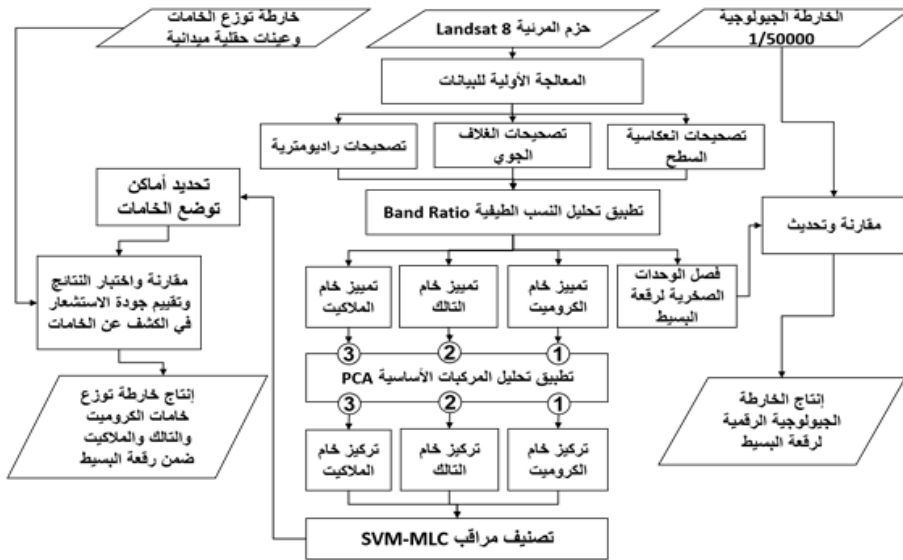 خارطة توزع الخامات
وعينات حقلية ميدانية
حزم المرئية Landsat 8
الخارطة الجيولوجية
1/50000
المعالجة الأولية للبيانات
تصحيحات راديومترية
تصحيحات الغلاف
الجوي
تصحيحات انعكاسية
السطح
تحديد أماكن
توضع الخامات
تطبيق تحليل النسب الطيفية Band Ratio
مقارنة وتحديث
مقارنة واختبار النتائج
وتقييم جودة الاستشعار
في الكشف عن الخامات
تمييز خام
الملاكيت
تمييز خام
التالك
تمييز خام
الكروميت
فصل الوحدات
الصخرية لرقعة
البسيط
3
2
1
تطبيق تحليل المركبات الأساسية PCA
3
2
1
إنتاج خارطة توزع
خامات الكروميت
والتالك والملاكيت
ضمن رقعة البسيط
تركيز خام
الملاكيت
تركيز خام
التالك
تركيز خام
الكروميت
إنتاج الخارطة
الجيولوجية الرقمية
لرقعة البسيط
تصنيف مراقب SVM-MLC